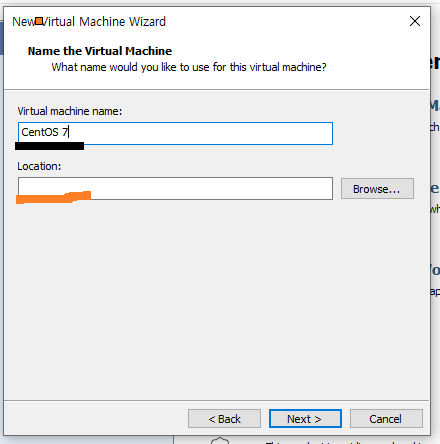 New Virtual Machine Wizard
Name the Virtual Machine
What name would you like to use for this virtual machine?
Virtual machine name:
CentOS 7
Location:
Browse...
< Back
Next >
Cancel